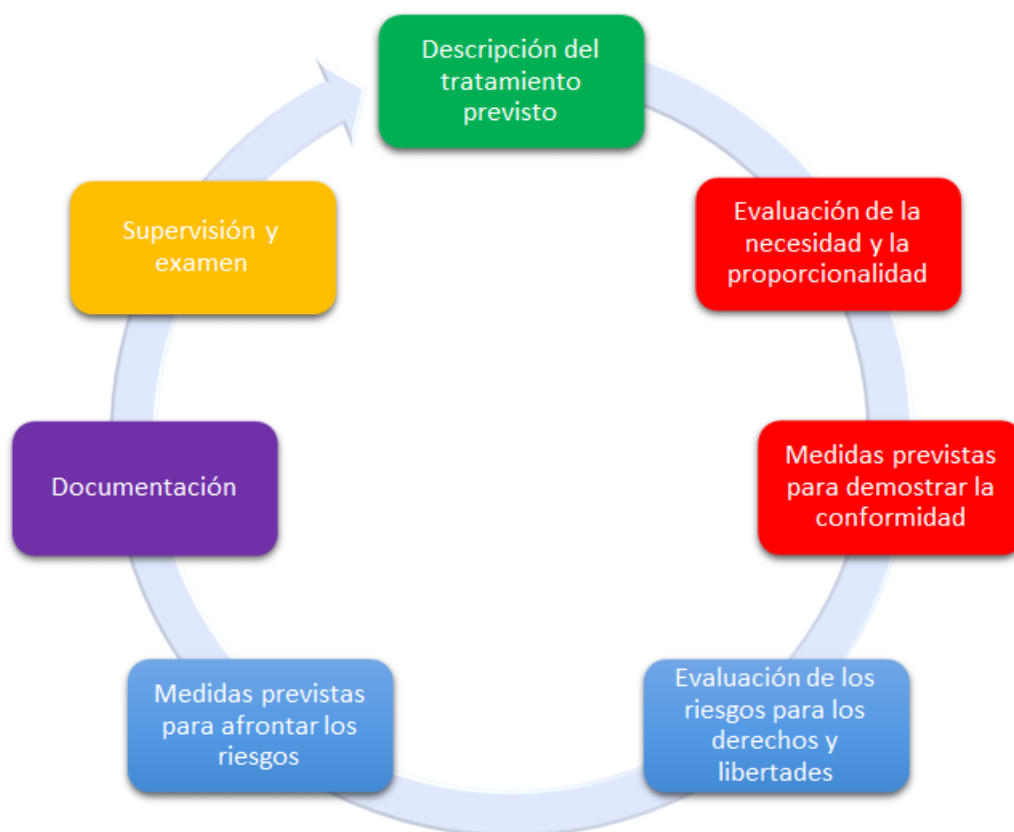 Descripción del
tratamiento
previsto
Evaluación de la
necesidad y la
proporcionalidad
Medidas previstas
para demostrar la
conformidad
Evaluación de los
riesgos para los
derechos y
libertades
Medidas previstas
para afrontar los
riesgos
Documentación
Supervisión y
examen